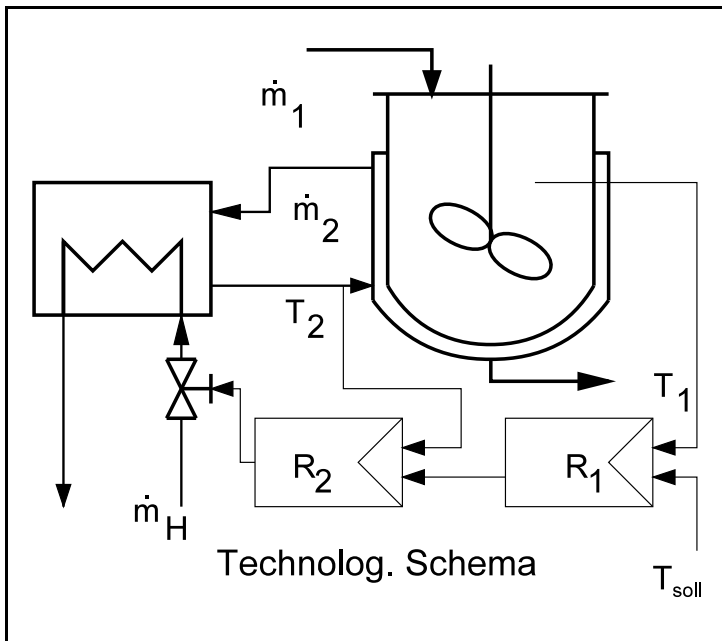 ṁ1
ṁ2
T2
T1
R2
R1
ṁH
Technolog. Schema
Tsoll